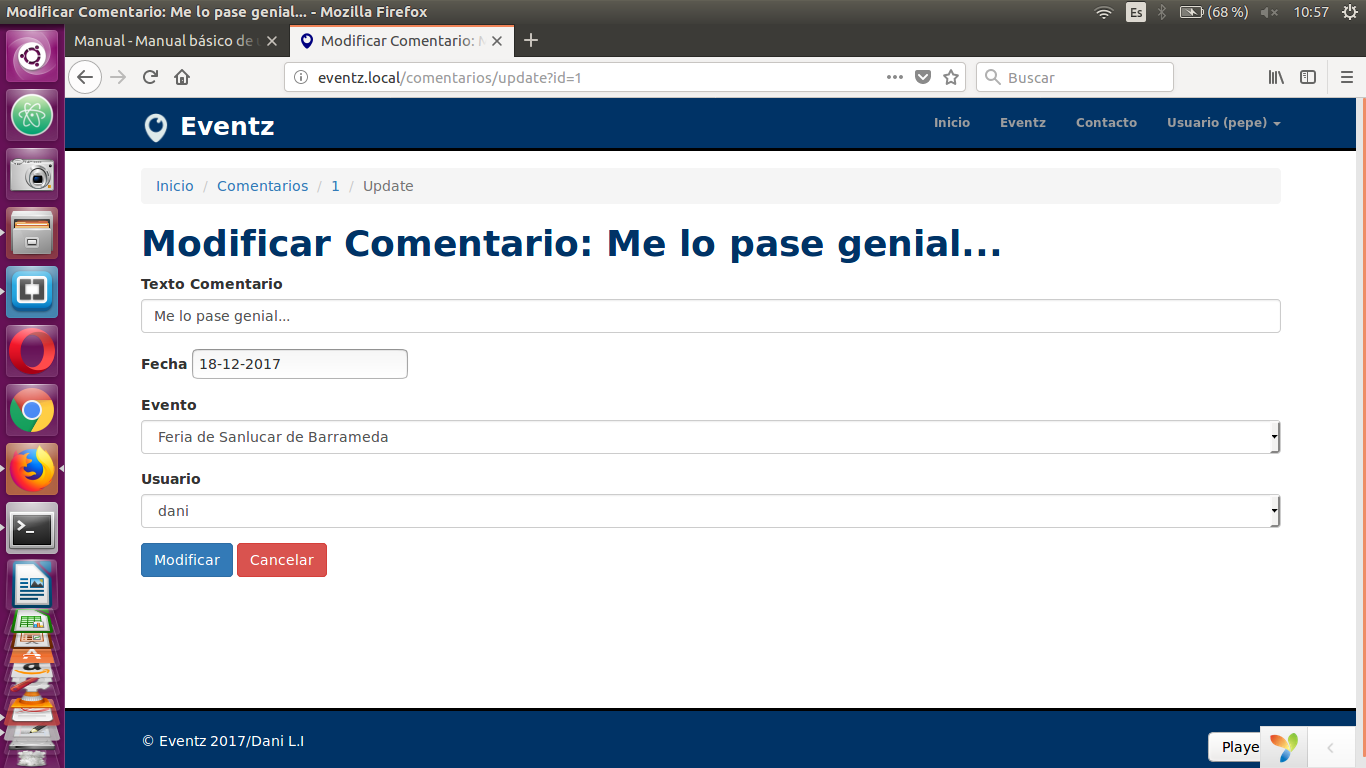 Modificar Comentario: Me lo pase genial... - Mozilla Firefox
Es
(68 %)
10:57
Manual - Manual básico de
Modificar Comentario:
eventz.local/comentarios/update?id=1
Buscar
Eventz
Inicio
Eventz
Contacto
Usuario (pepe)
Inicio / Comentarios / 1 / Update
Modificar Comentario: Me lo pase genial...
Texto Comentario
Me lo pase genial...
Fecha 18-12-2017
Evento
Feria de Sanlucar de Barrameda
Usuario
dani
Modificar Cancelar
© Eventz 2017/Dani L.I
Playe